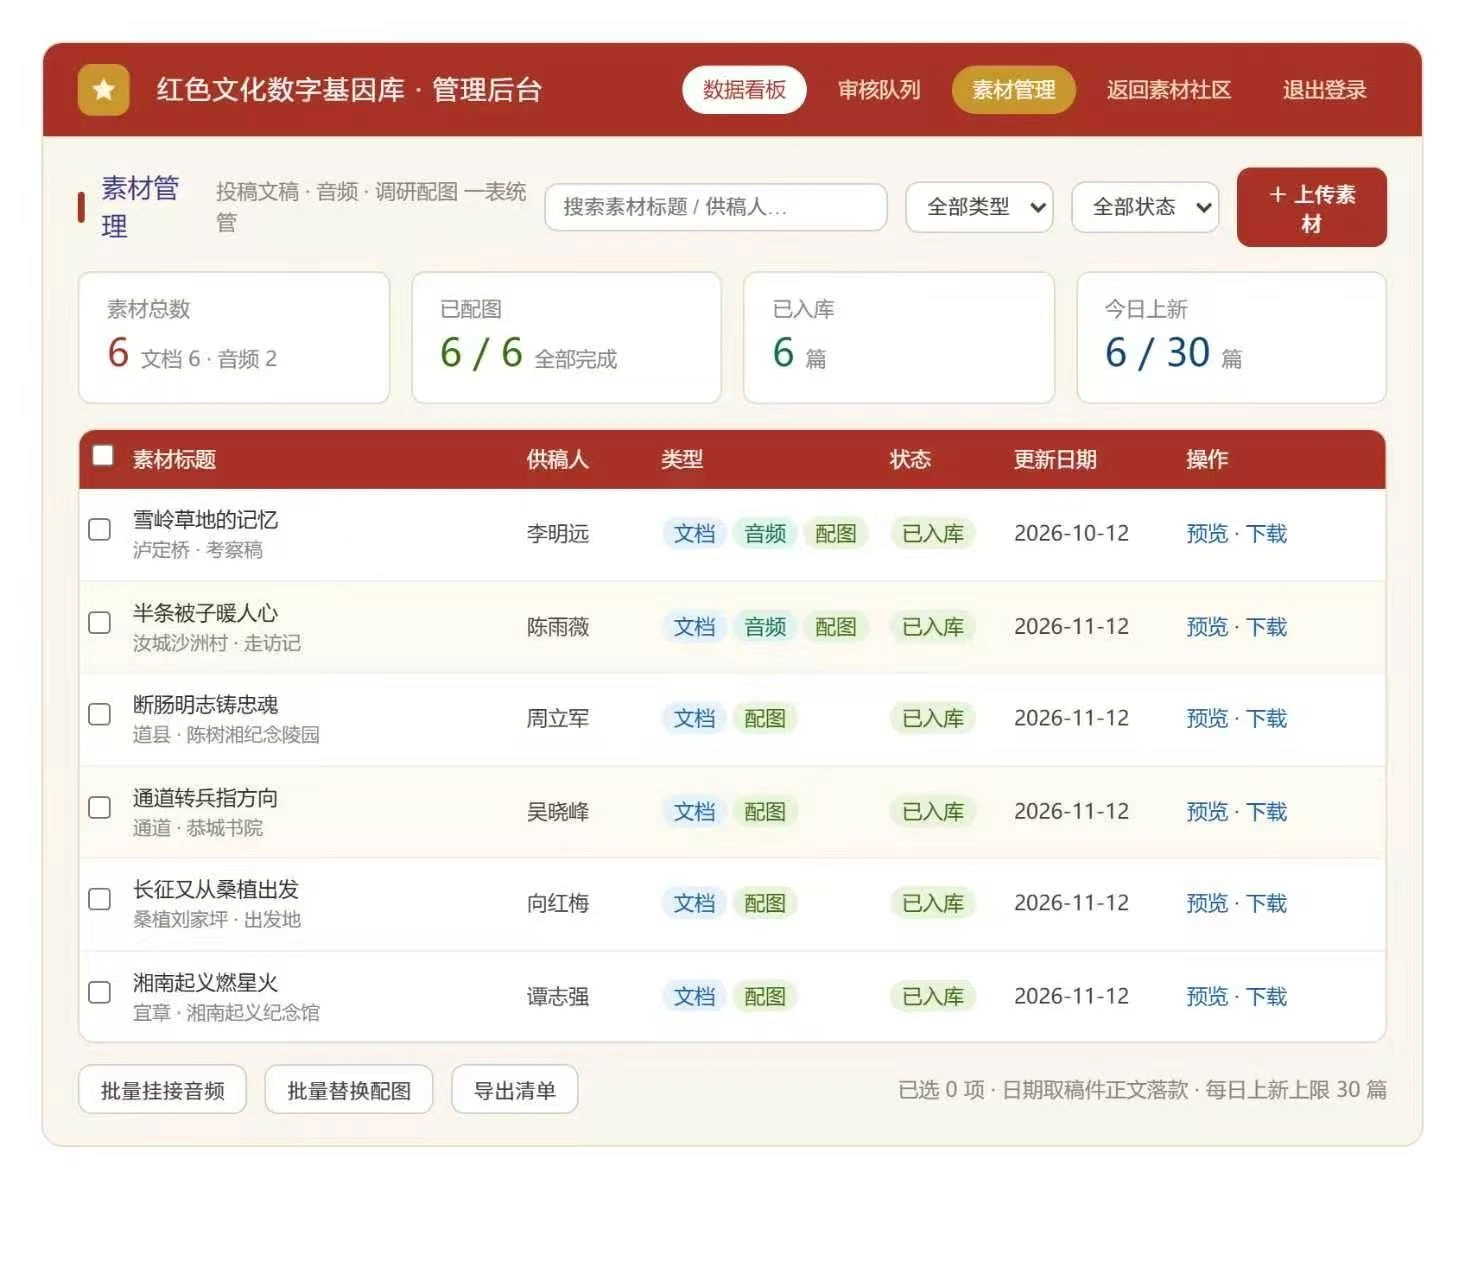 红色文化数字基因库 · 管理后台
数据看板
审核队列
素材管理
返回素材社区
退出登录
素材管
理
投稿文稿 · 音频 · 调研配图 一表统
管
搜索素材标题 / 供稿人...
全部类型
全部状态
+ 上传素
材
素材总数
6 文档 6 · 音频 2
已配图
6 / 6 全部完成
已入库
6 篇
今日上新
6 / 30 篇
素材标题 供稿人 类型 状态 更新日期 操作
雪岭草地的记忆
泸定桥 · 考察稿
李明远 文档 音频 配图 已入库 2026-10-12 预览 · 下载
半条被子暖人心
汝城沙洲村 · 走访记
陈雨薇 文档 音频 配图 已入库 2026-11-12 预览 · 下载
断肠明志铸忠魂
道县 · 陈树湘纪念陵园
周立军 文档 配图 已入库 2026-11-12 预览 · 下载
通道转兵指方向
通道 · 恭城书院
吴晓峰 文档 配图 已入库 2026-11-12 预览 · 下载
长征又从桑植出发
桑植刘家坪 · 出发地
向红梅 文档 配图 已入库 2026-11-12 预览 · 下载
湘南起义燃星火
宜章 · 湘南起义纪念馆
谭志强 文档 配图 已入库 2026-11-12 预览 · 下载
批量挂接音频
批量替换配图
导出清单
已选 0 项 · 日期取稿件正文落款 · 每日上新上限 30 篇